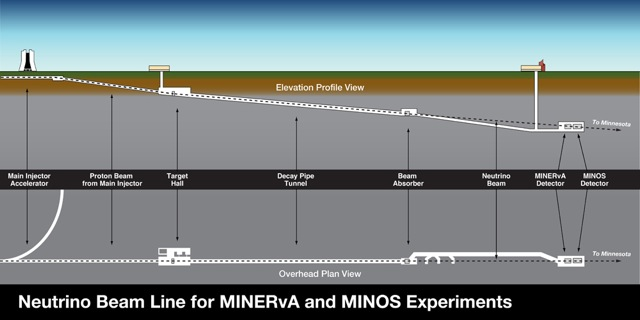 Elevation Profile View
To Minnesota
Main Injector
Accelerator
Proton Beam
from Main Injector
Target
Hall
Decay Pipe
Tunnel
Beam
Absorber
Neutrino
Beam
MINERvA
Detector
MINOS
Detector
To Minnesota
Overhead Plan View
Neutrino Beam Line for MINERvA and MINOS Experiments